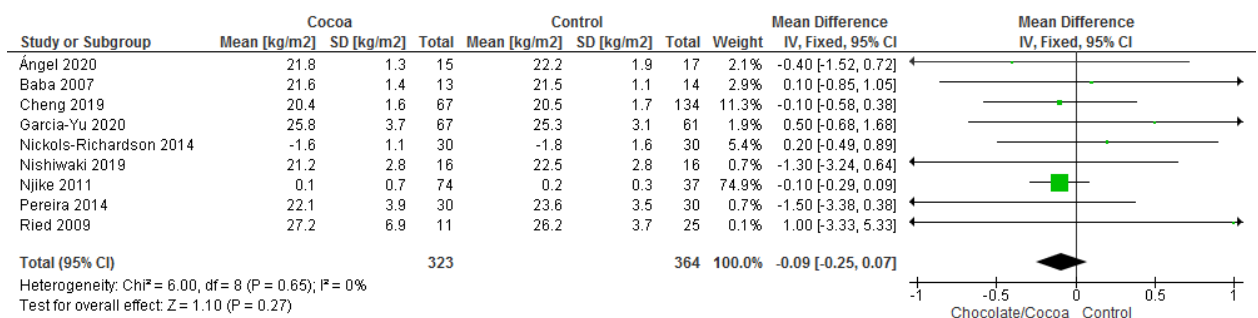 Cocoa Control Mean Difference Mean Difference
Study or Subgroup Mean [kg/m2] SD [kg/m2] Total Mean [kg/m2] SD [kg/m2] Total Weight IV, Fixed, 95% CI IV, Fixed, 95% CI
Ángel 2020 21.8 1.3 15 22.2 1.9 17 2.1% -0.40 [-1.52, 0.72]
Baba 2007 21.6 1.4 13 21.5 1.1 14 2.9% 0.10 [-0.85, 1.05]
Cheng 2019 20.4 1.6 67 20.5 1.7 134 11.3% -0.10 [-0.58, 0.38]
Garcia-Yu 2020 25.8 3.7 67 25.3 3.1 61 1.9% 0.50 [-0.68, 1.68]
Nickols-Richardson 2014 -1.6 1.1 30 -1.8 1.6 30 5.4% 0.20 [-0.49, 0.89]
Nishiwaki 2019 21.2 2.8 16 22.5 2.8 16 0.7% -1.30 [-3.24, 0.64]
Njike 2011 0.1 0.7 74 0.2 0.3 37 74.9% -0.10 [-0.29, 0.09]
Pereira 2014 22.1 3.9 30 23.6 3.5 30 0.7% -1.50 [-3.38, 0.38]
Ried 2009 27.2 6.9 11 26.2 3.7 25 0.1% 1.00 [-3.33, 5.33]
Total (95% CI) 323 364 100.0% -0.09 [-0.25, 0.07]
Heterogeneity: Chi² = 6.00, df = 8 (P = 0.65); I² = 0%
Test for overall effect: Z = 1.10 (P = 0.27)
-1 -0.5 0 0.5 1
Chocolate/Cocoa Control